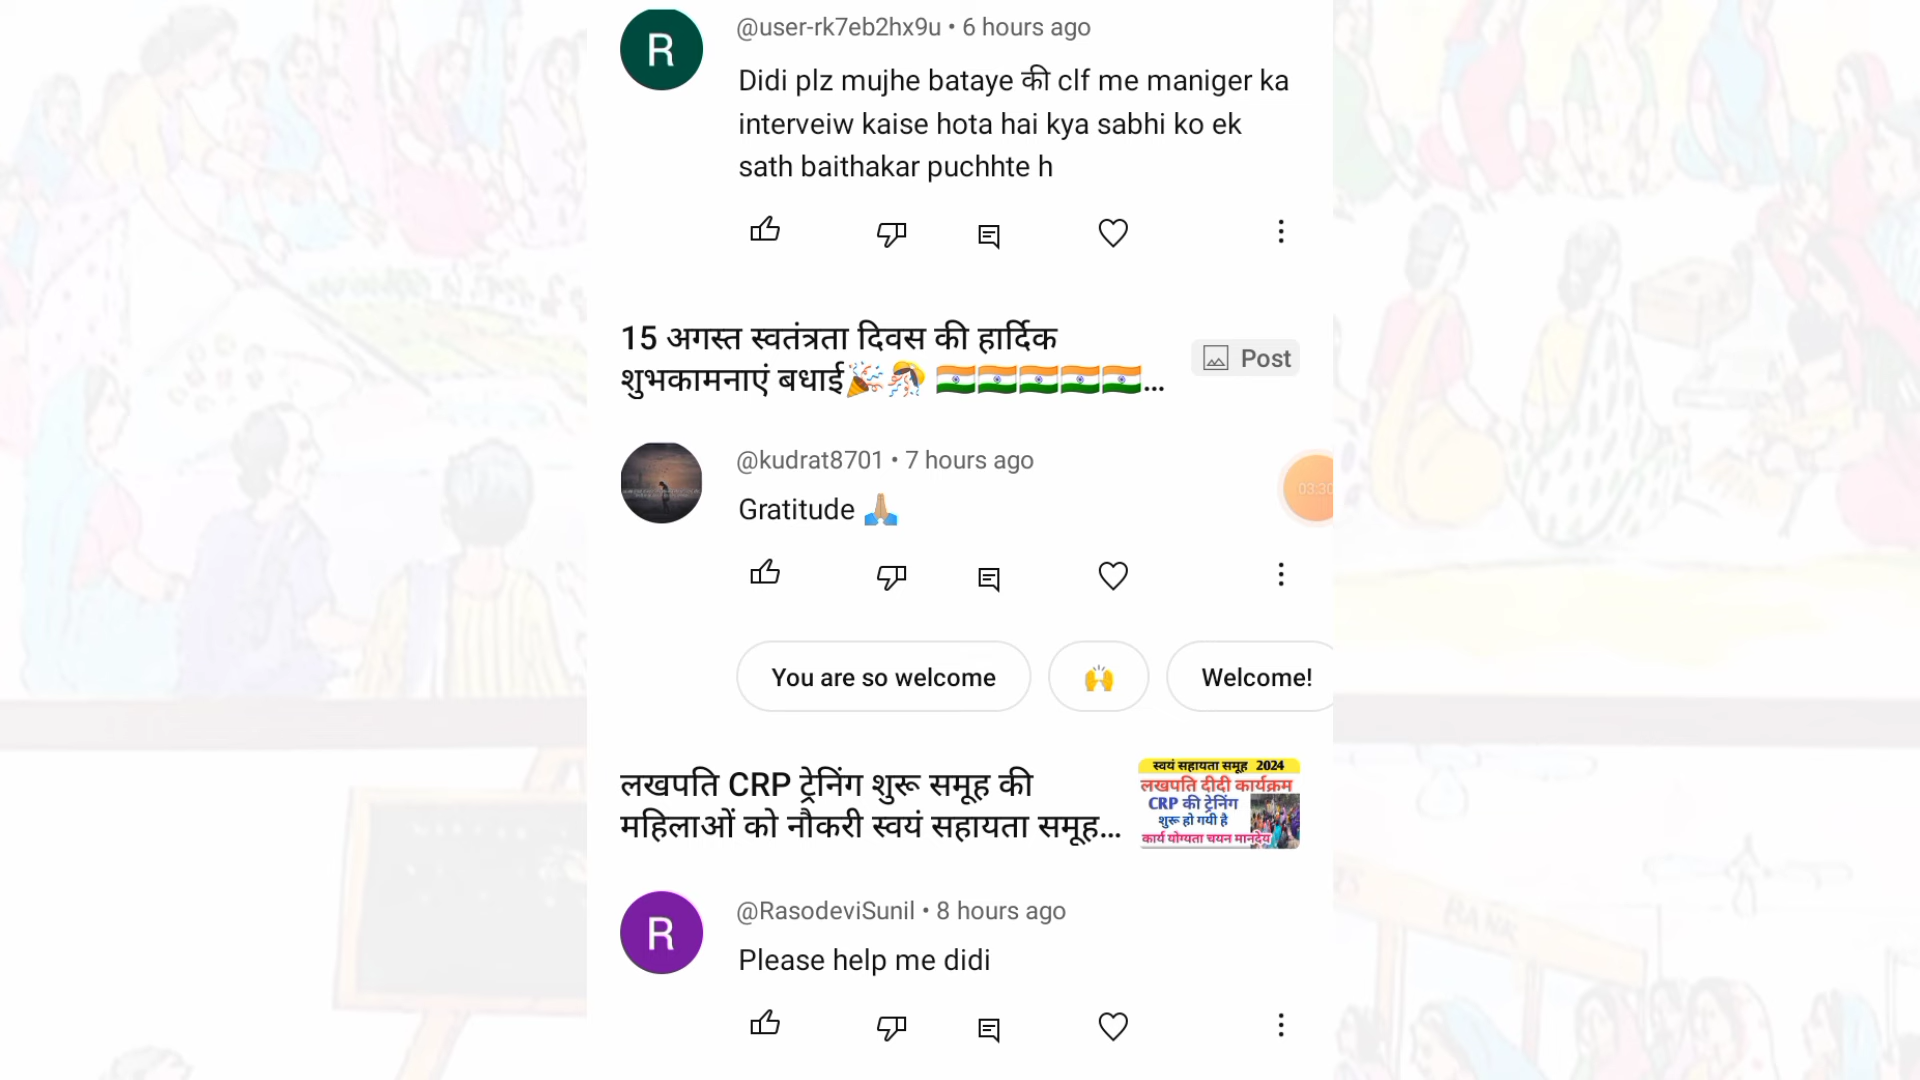 R
@user-rk7eb2hx9u • 6 hours ago
Didi plz mujhe bataye की clf me maniger ka
interveiw kaise hota hai kya sabhi ko ek
sath baithakar puchhte h
15 अगस्त स्वतंत्रता दिवस की हार्दिक
शुभकामनाएं बधाई🎉🎊 🇮🇳🇮🇳🇮🇳🇮🇳🇮🇳...
Post
@kudrat8701 • 7 hours ago
Gratitude 🙏🏼
03:30
You are so welcome
🙌
Welcome!
लखपति CRP ट्रेनिंग शुरू समूह की
महिलाओं को नौकरी स्वयं सहायता समूह...
स्वयं सहायता समूह 2024
लखपति दीदी कार्यक्रम
CRP की ट्रेनिंग
शुरू हो गयी है
कार्य योग्यता चयन मानदेय
R
@RasodeviSunil • 8 hours ago
Please help me didi
BANK